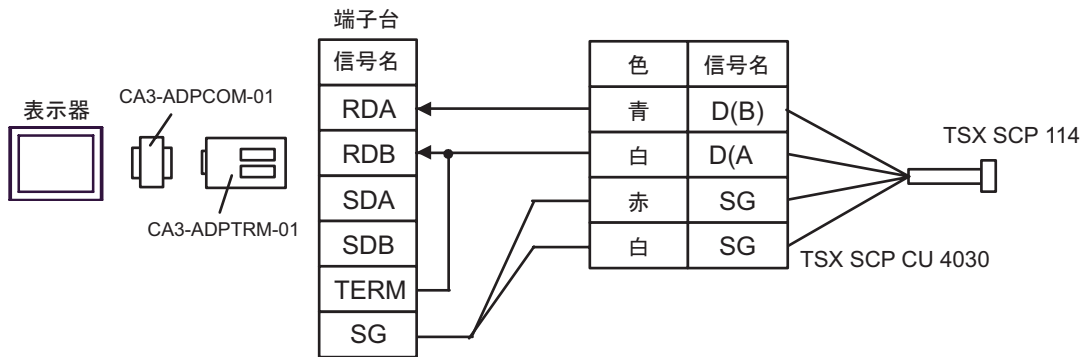 端子台
信号名
RDA
RDB
SDA
SDB
TERM
SG
表示器
CA3-ADPCOM-01
CA3-ADPTRM-01
色 信号名
青 D(B)
白 D(A
赤 SG
白 SG
TSX SCP 114
TSX SCP CU 4030